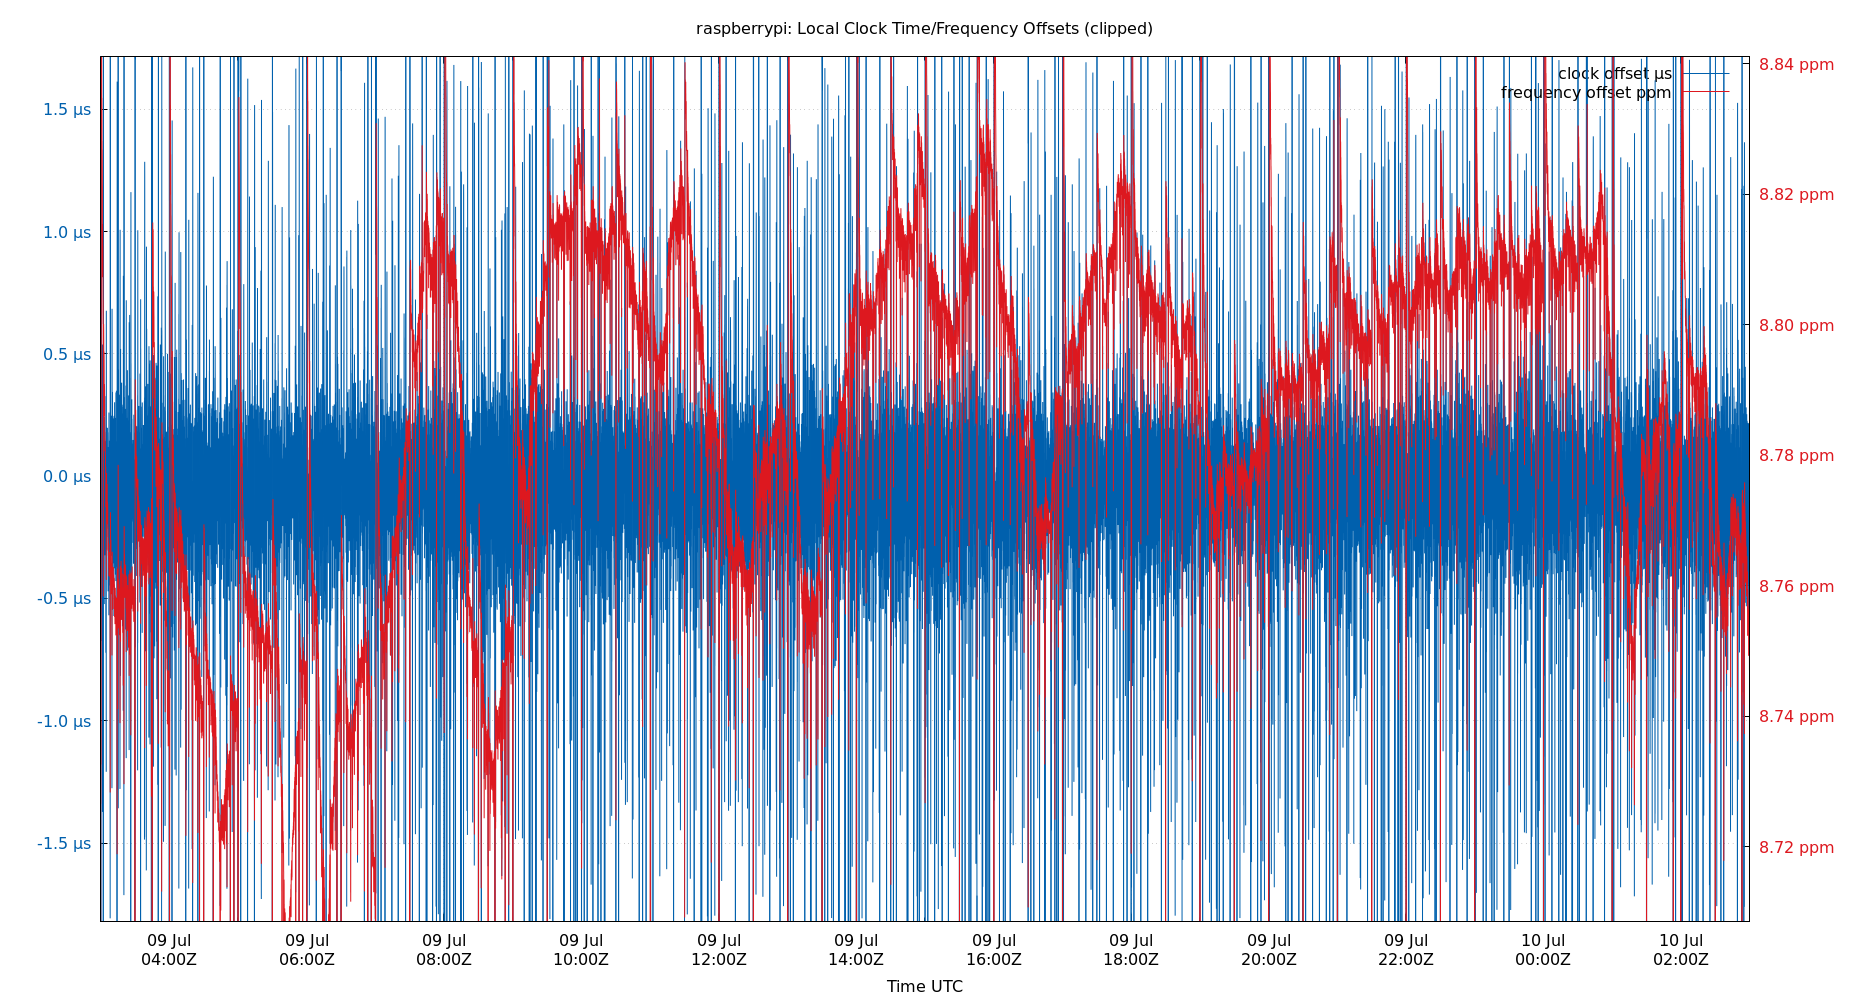 raspberrypi: Local Clock Time/Frequency Offsets (clipped)
clock offset µs
frequency offset ppm
1.5 µs
1.0 µs
0.5 µs
0.0 µs
-0.5 µs
-1.0 µs
-1.5 µs
8.84 ppm
8.82 ppm
8.80 ppm
8.78 ppm
8.76 ppm
8.74 ppm
8.72 ppm
09 Jul 09 Jul 09 Jul 09 Jul 09 Jul 09 Jul 09 Jul 09 Jul 09 Jul 09 Jul 10 Jul 10 Jul
04:00Z 06:00Z 08:00Z 10:00Z 12:00Z 14:00Z 16:00Z 18:00Z 20:00Z 22:00Z 00:00Z 02:00Z
Time UTC